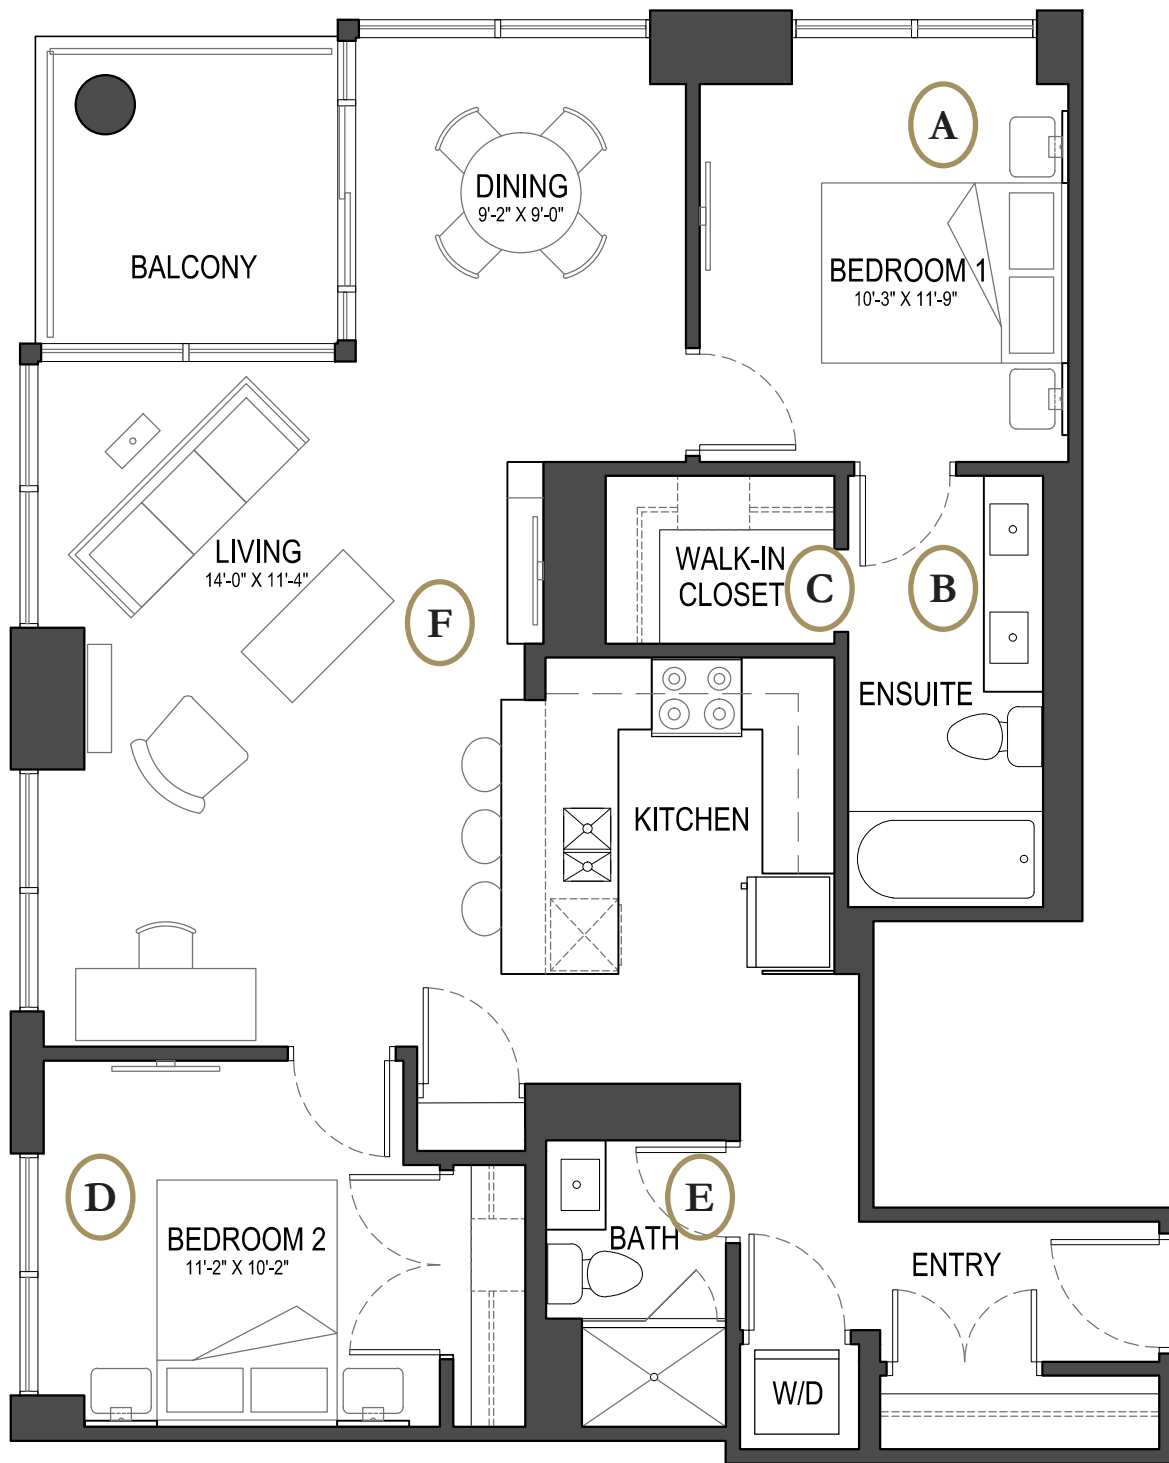 A
DINING
9'-2" X 9'-0"
BALCONY
BEDROOM 1
10'-3" X 11'-9"
LIVING
14'-0" X 11'-4"
WALK-IN
CLOSET
C
B
F
ENSUITE
KITCHEN
D
E
BEDROOM 2
11'-2" X 10'-2"
BATH
ENTRY
W/D